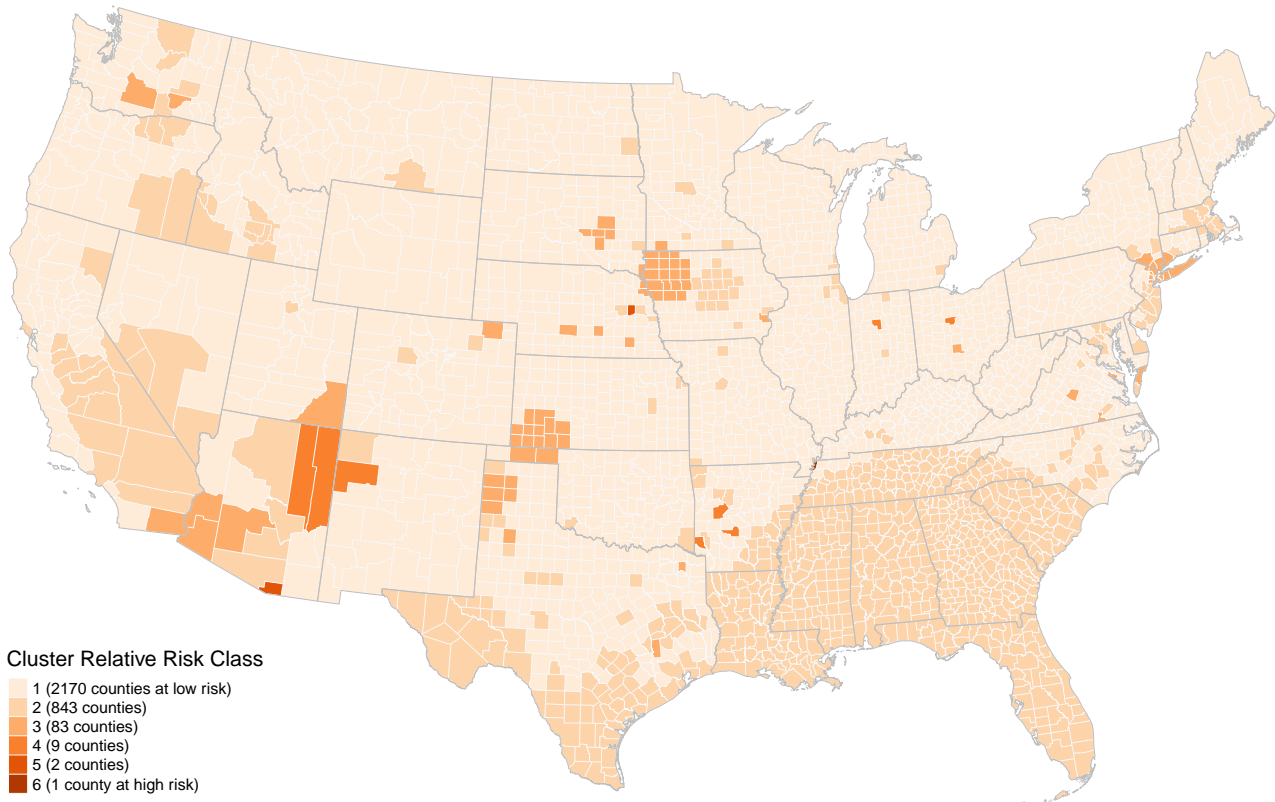 Cluster Relative Risk Class
1 (2170 counties at low risk)
2 (843 counties)
3 (83 counties)
4 (9 counties)
5 (2 counties)
6 (1 county at high risk)